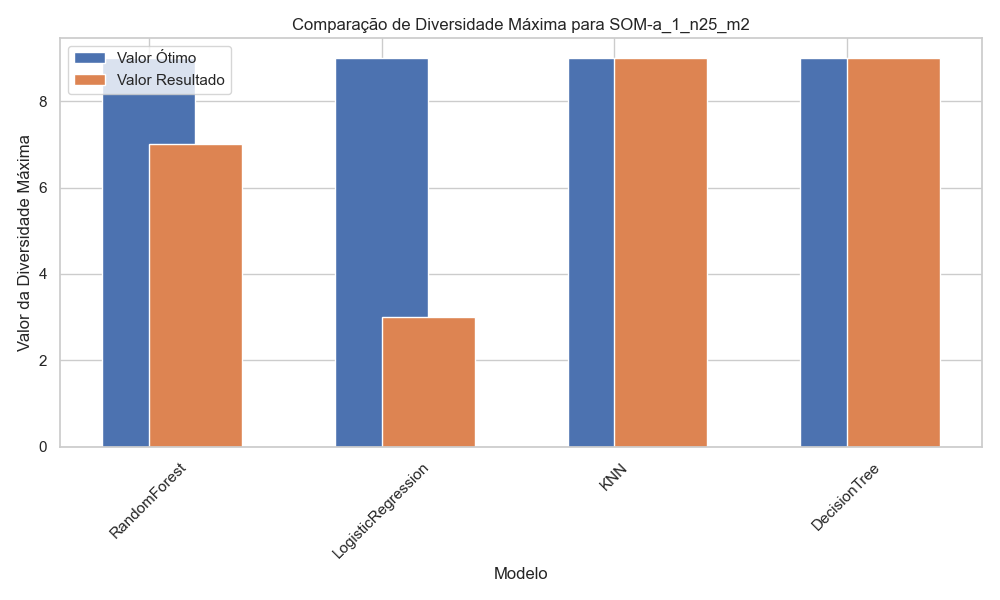 Comparação de Diversidade Máxima para SOM-a_1_n25_m2
Valor Ótimo
Valor Resultado
Valor da Diversidade Máxima
8
6
4
2
0
RandomForest
LogisticRegression
KNN
DecisionTree
Modelo